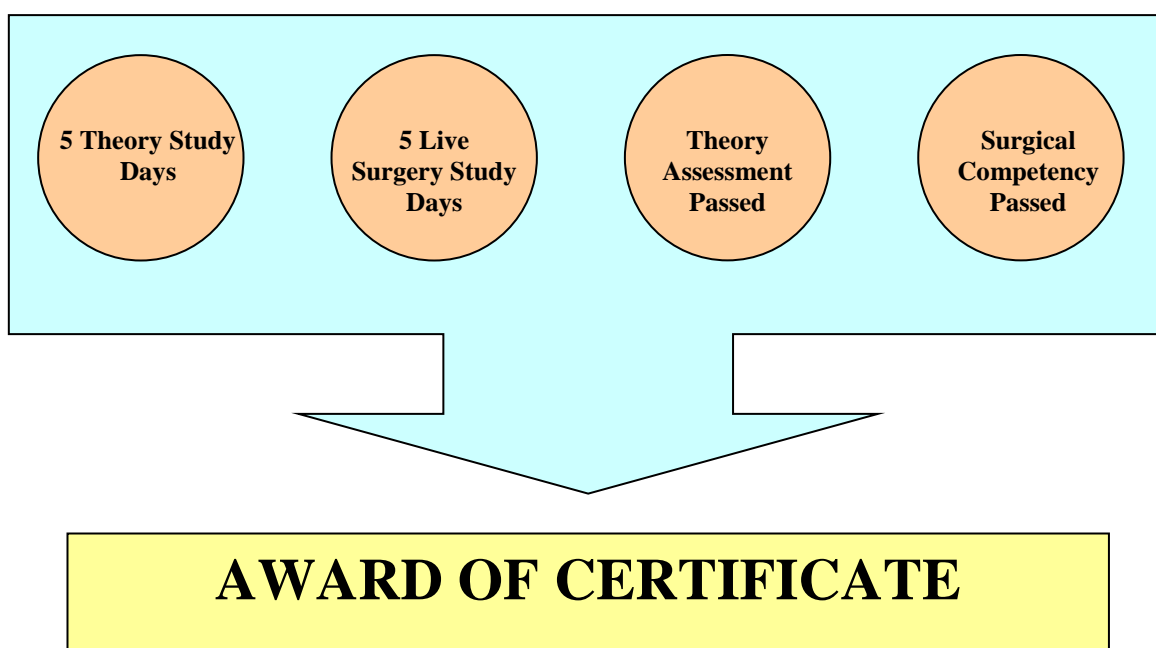 5 Theory Study
Days
5 Live
Surgery Study
Days
Theory
Assessment
Passed
Surgical
Competency
Passed
AWARD OF CERTIFICATE